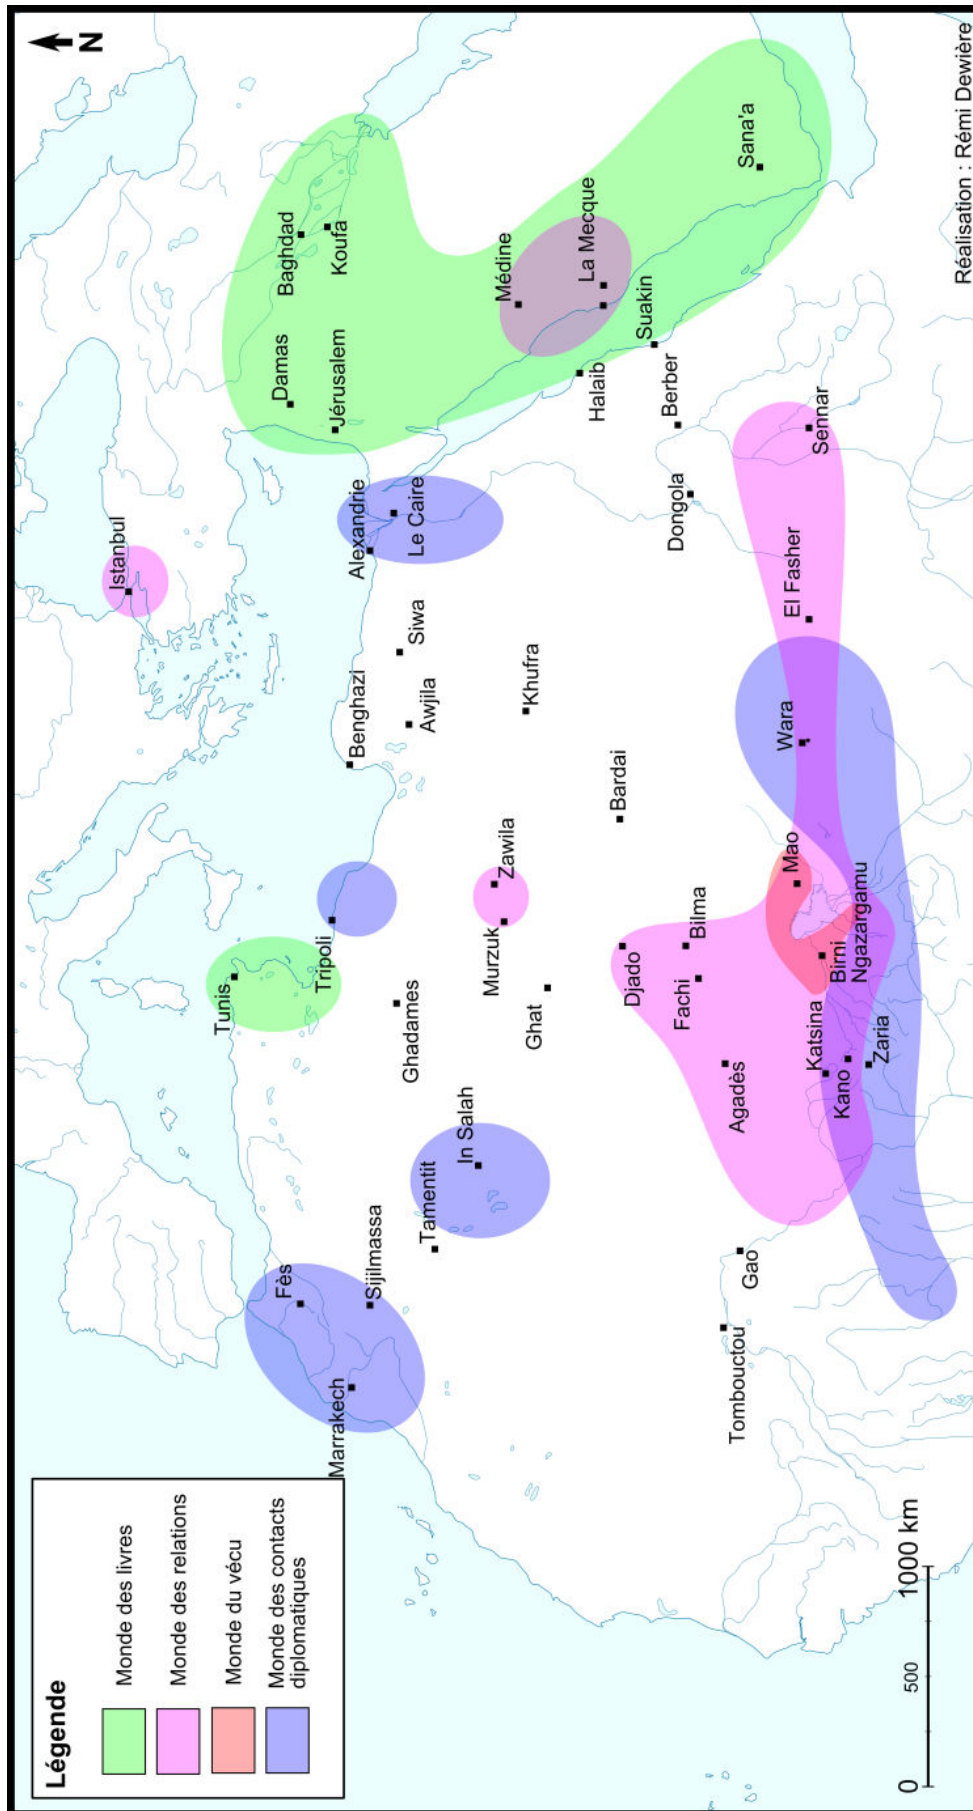 Légende
Monde des livres
Monde des relations
Monde du vécu
Monde des contacts
diplomatiques
N
Istanbul
Tunis
Tripoli
Benghazi
Alexandrie
Le Caire
Damas
Jérusalem
Baghdad
Koufa
Fès
Marrakech
Sijilmassa
Tamentit
In Salah
Ghadames
Ghat
Murzuk
Zawila
Awjila
Siwa
Khufra
Médine
La Mecque
Halaib
Suakin
Berber
Dongola
Sana'a
Tombouctou
Gao
Agadès
Fachi
Djado
Bilma
Bardai
Katsina
Kano
Zaria
Birni
Ngazargamu
Mao
Wara
El Fasher
Sennar
0
500
1000 km
Réalisation : Rémi Dewière